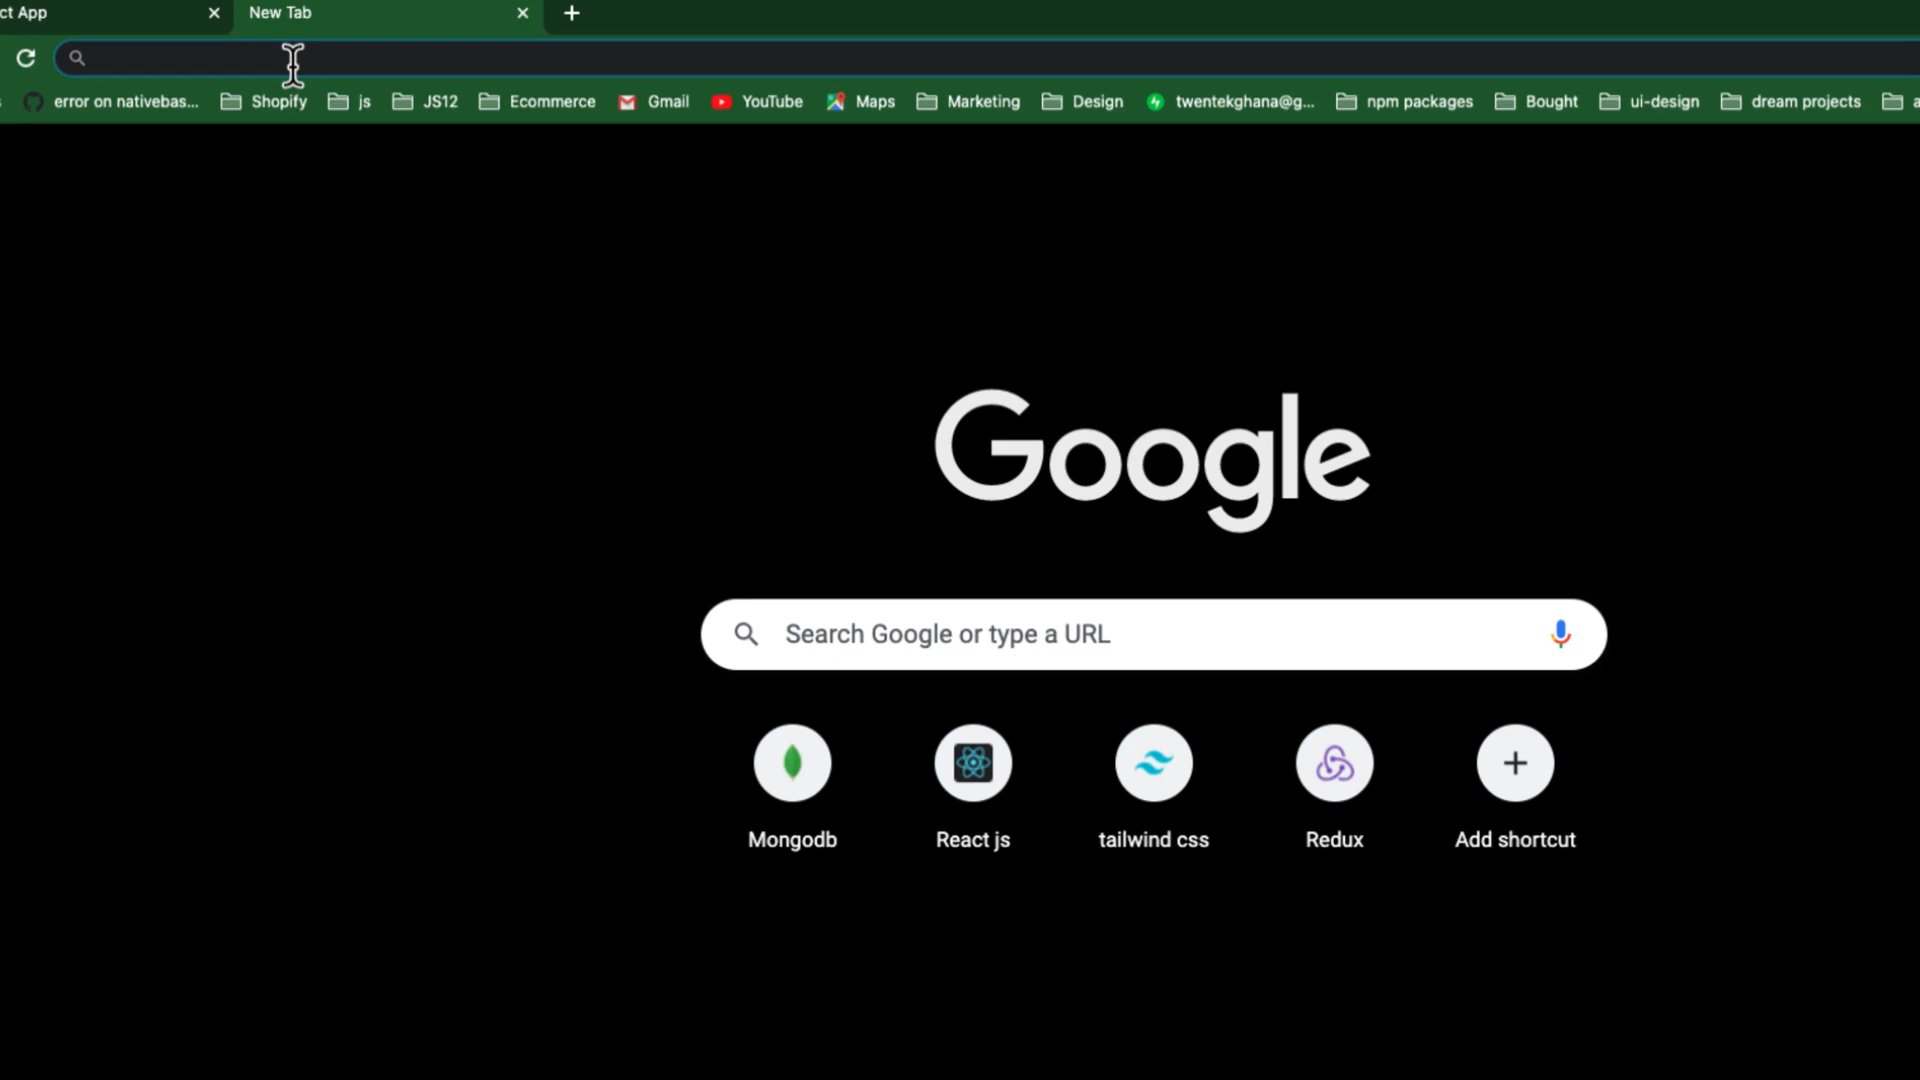 ct App
New Tab
error on nativebas...
Shopify
js
JS12
Ecommerce
Gmail
YouTube
Maps
Marketing
Design
twentekghana@g...
npm packages
Bought
ui-design
dream projects
Google
Search Google or type a URL
Mongodb
React js
tailwind css
Redux
Add shortcut